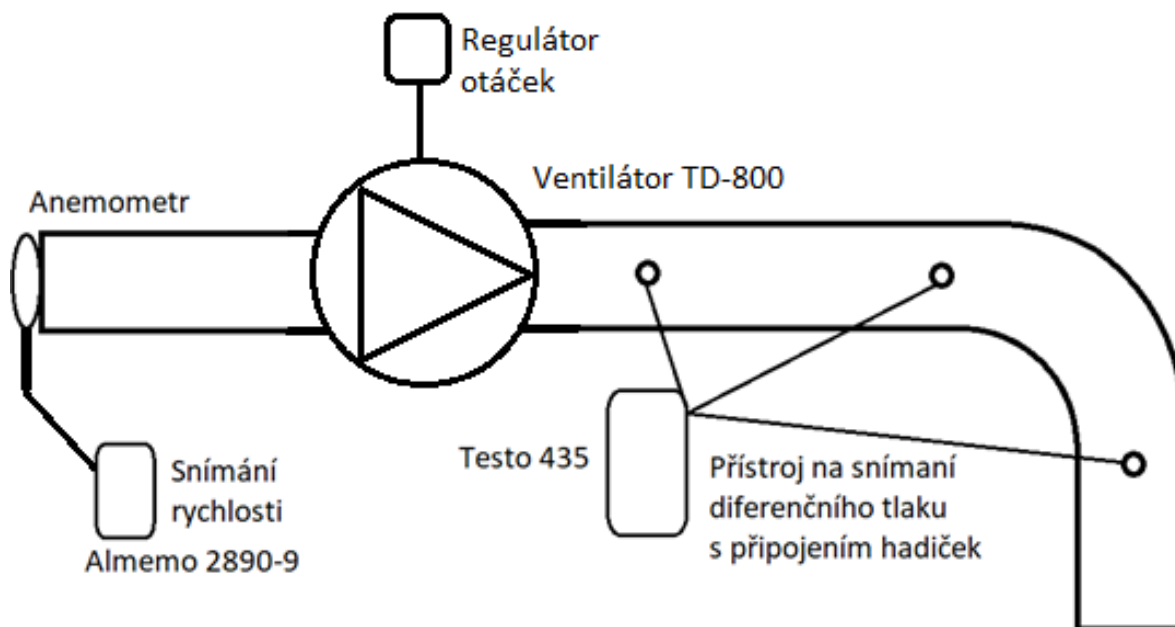 Regulátor
otáček
Ventilátor TD-800
Anemometr
Testo 435
Snímání
rychlosti
Almemo 2890-9
Přístroj na snímaní
diferenčního tlaku
s připojením hadiček